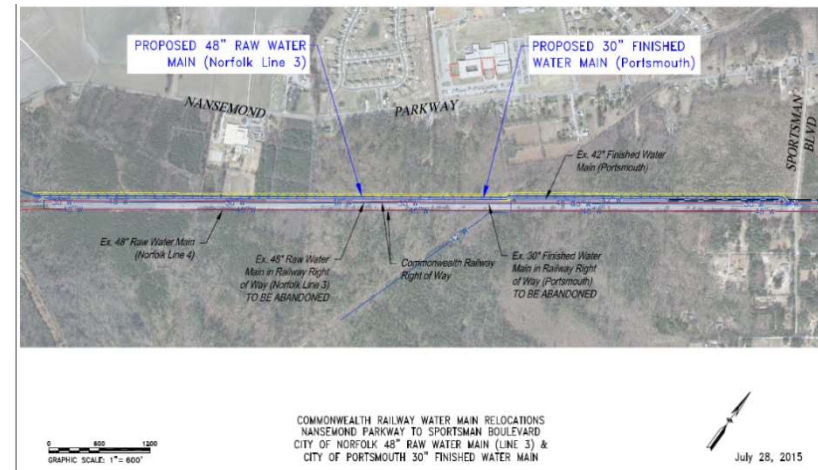 PROPOSED 48" RAW WATER
MAIN (Norfolk Line 3)
PROPOSED 30" FINISHED
WATER MAIN (Portsmouth)
NANSEMOND
PARKWAY
SPORTSMAN
BLVD
Ex. 42" Finished Water
Main (Portsmouth)
Ex. 48" Raw Water Main
(Norfolk Line 4)
Ex. 48" Raw Water
Main in Railway Right
of Way (Norfolk Line 3)
TO BE ABANDONED
Commonwealth Railway
Right of Way
Ex. 30" Finished Water
Main in Railway Right
of Way (Portsmouth)
TO BE ABANDONED
0 600 1200
GRAPHIC SCALE: 1"= 600'
COMMONWEALTH RAILWAY WATER MAIN RELOCATIONS
NANSEMOND PARKWAY TO SPORTSMAN BOULEVARD
CITY OF NORFOLK 48" RAW WATER MAIN (LINE 3) &
CITY OF PORTSMOUTH 30" FINISHED WATER MAIN
July 28, 2015